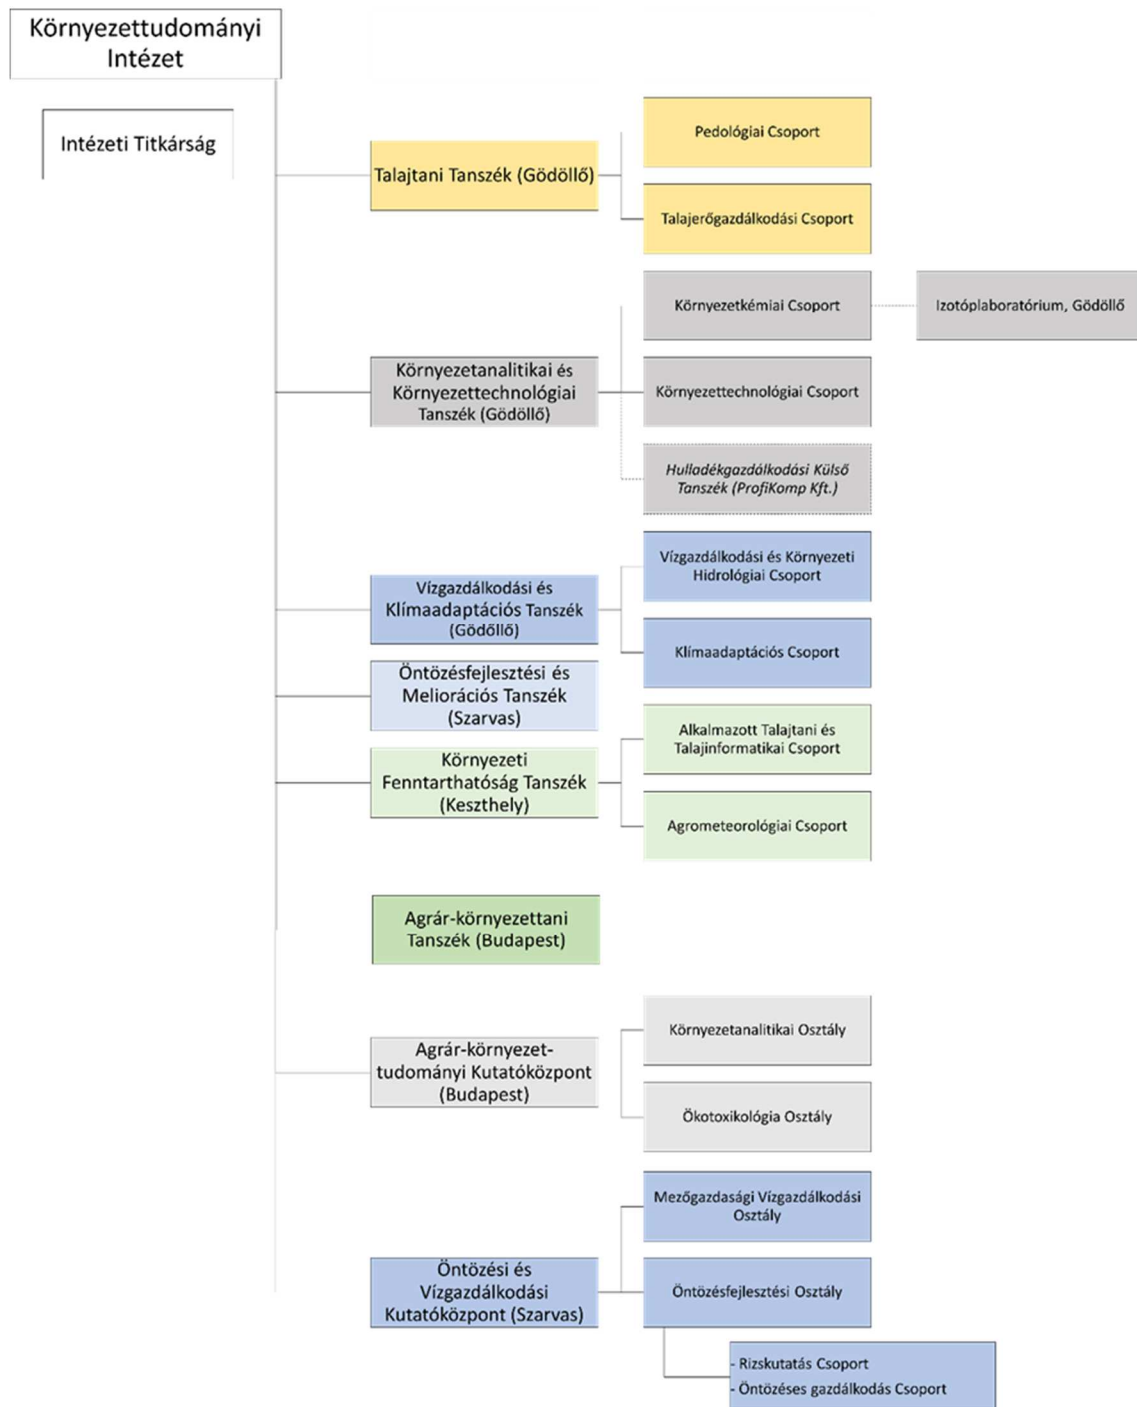 Környezettudományi
Intézet
Intézeti Titkárság
Talajtani Tanszék (Gödöllő)
Pedológiai Csoport
Talajerőgazdálkodási Csoport
Környezetanalitikai és
Környezettechnológiai
Tanszék (Gödöllő)
Környezetkémiai Csoport
Izotóplaboratórium, Gödöllő
Környezettechnológiai Csoport
Hulladékgazdálkodási Külső
Tanszék (ProfiKomp Kft.)
Vízgazdálkodási és
Klímaadaptációs Tanszék
(Gödőllő)
Vízgazdálkodási és Környezeti
Hidrológiai Csoport
Klímaadaptációs Csoport
Öntözésfejlesztési és
Meliorációs Tanszék
(Szarvas)
Környezeti
Fenntarthatóság Tanszék
(Keszthely)
Alkalmazott Talajtani és
Talajinformatikai Csoport
Agrometeorológiai Csoport
Agrár-környezettani
Tanszék (Budapest)
Agrár-környezet-
tudományi Kutatóközpont
(Budapest)
Környezetanalitikai Osztály
Ökotoxikológia Osztály
Öntözési és
Vízgazdálkodási
Kutatóközpont (Szarvas)
Mezőgazdasági Vízgazdálkodási
Osztály
Öntözésfejlesztési Osztály
- Rizskutatás Csoport
- Öntözéses gazdálkodás Csoport